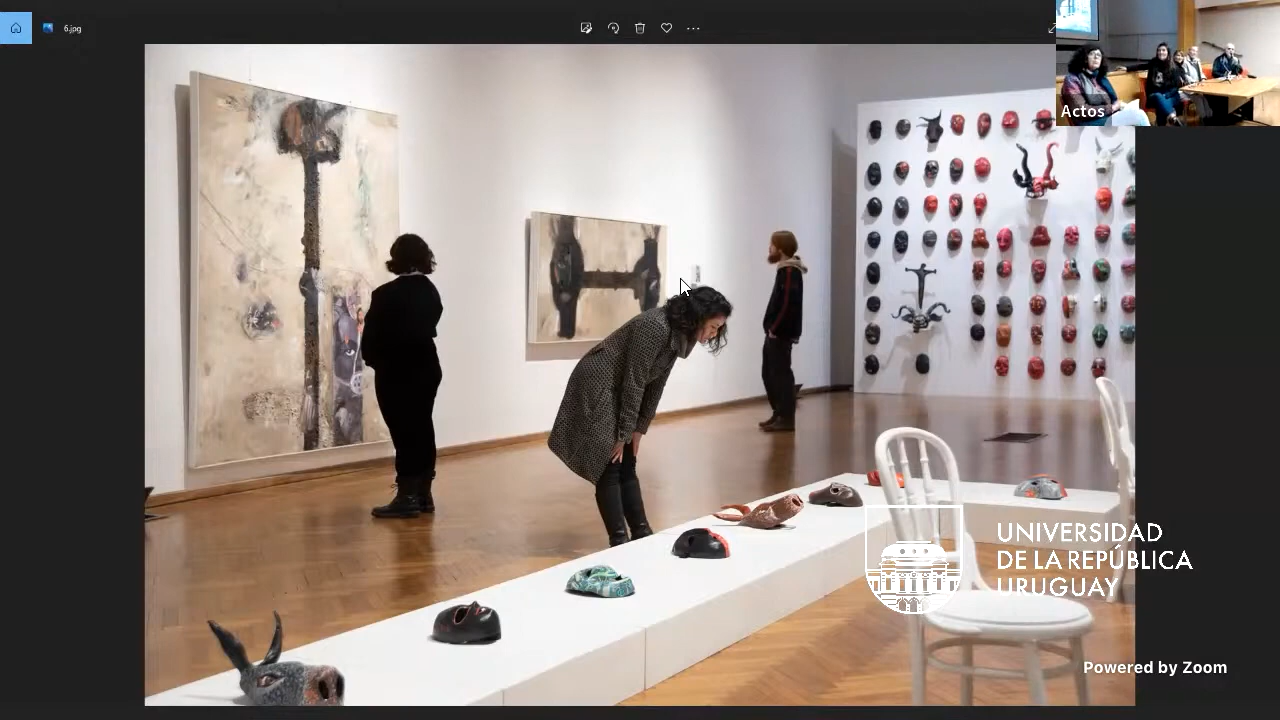 6.jpg
Actos
UNIVERSIDAD
DE LA REPÚBLICA
URUGUAY
Powered by Zoom